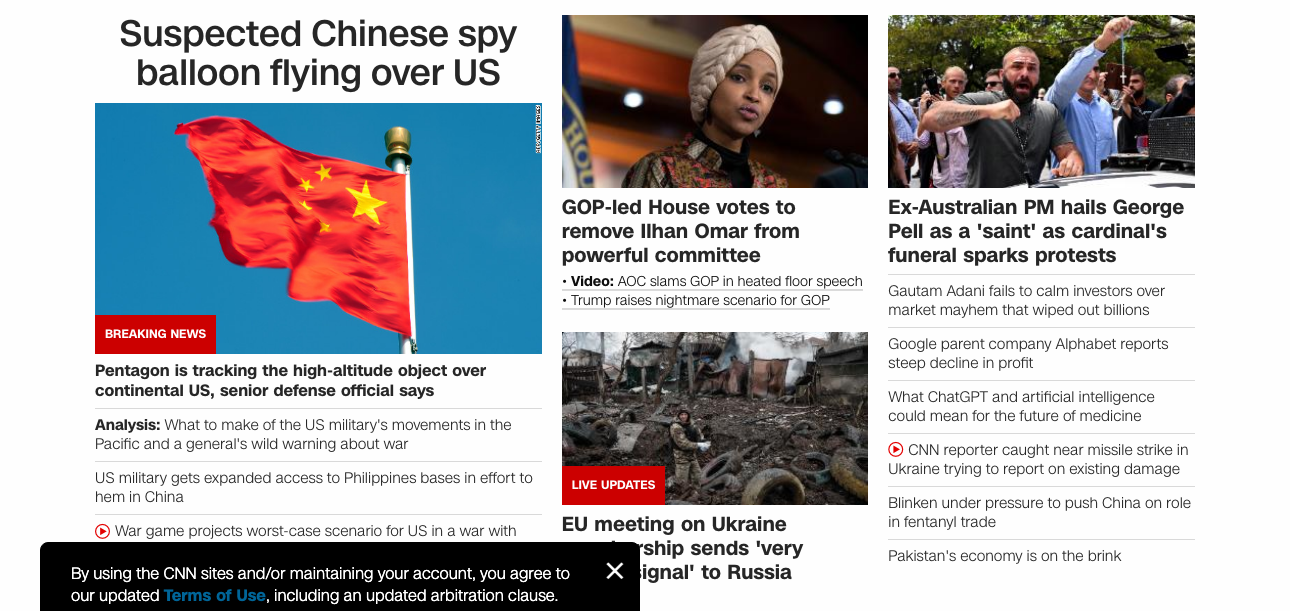 Suspected Chinese spy
balloon flying over US
BREAKING NEWS
Pentagon is tracking the high-altitude object over
continental US, senior defense official says
Analysis: What to make of the US military's movements in the
Pacific and a general's wild warning about war
US military gets expanded access to Philippines bases in effort to
hem in China
War game projects worst-case scenario for US in a war with
By using the CNN sites and/or maintaining your account, you agree to
our updated Terms of Use, including an updated arbitration clause.
GOP-led House votes to
remove Ilhan Omar from
powerful committee
• Video: AOC slams GOP in heated floor speech
• Trump raises nightmare scenario for GOP
LIVE UPDATES
EU meeting on Ukraine
rship sends 'very
signal' to Russia
Ex-Australian PM hails George
Pell as a 'saint' as cardinal's
funeral sparks protests
Gautam Adani fails to calm investors over
market mayhem that wiped out billions
Google parent company Alphabet reports
steep decline in profit
What ChatGPT and artificial intelligence
could mean for the future of medicine
CNN reporter caught near missile strike in
Ukraine trying to report on existing damage
Blinken under pressure to push China on role
in fentanyl trade
Pakistan's economy is on the brink